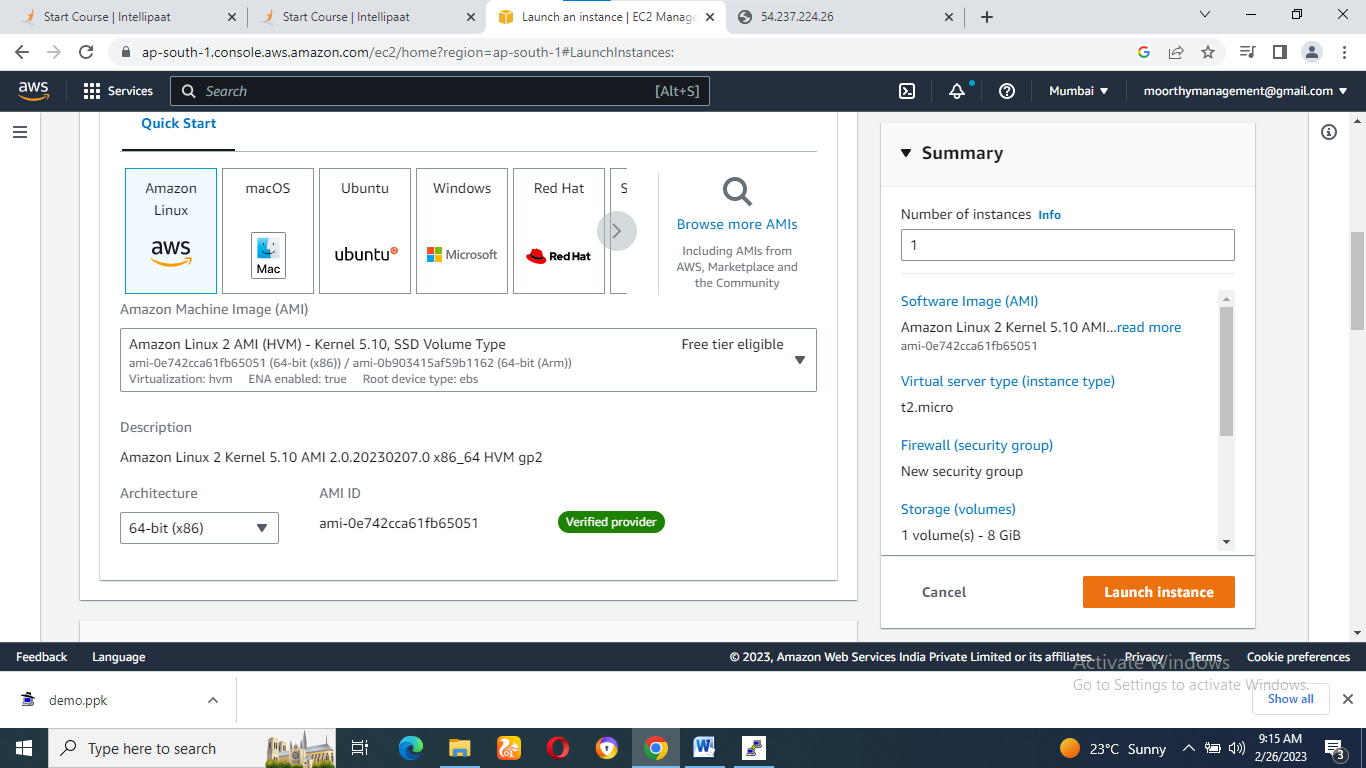 Start Course | Intellipaat
Start Course | Intellipaat
Launch an instance | EC2 Manage
54.237.224.26
ap-south-1.console.aws.amazon.com/ec2/home?region=ap-south-1#LaunchInstances:
aws
Services
Search
[Alt+S]
Mumbai
moorthymanagement@gmail.com
Quick Start
Amazon
Linux
aws
macOS
Mac
Ubuntu
ubuntu
Windows
Microsoft
Red Hat
Red Hat
S
Browse more AMIs
Including AMIs from
AWS, Marketplace and
the Community
Amazon Machine Image (AMI)
Amazon Linux 2 AMI (HVM) - Kernel 5.10, SSD Volume Type
Free tier eligible
ami-0e742cca61fb65051 (64-bit (x86)) / ami-0b903415af59b1162 (64-bit (Arm))
Virtualization: hvm ENA enabled: true Root device type: ebs
Description
Amazon Linux 2 Kernel 5.10 AMI 2.0.20230207.0 x86_64 HVM gp2
Architecture
AMI ID
64-bit (x86)
ami-0e742cca61fb65051
Verified provider
Summary
Number of instances Info
1
Software Image (AMI)
Amazon Linux 2 Kernel 5.10 AMI...read more
ami-0e742cca61fb65051
Virtual server type (instance type)
t2.micro
Firewall (security group)
New security group
Storage (volumes)
1 volume(s) - 8 GiB
Cancel
Launch instance
Feedback
Language
© 2023, Amazon Web Services India Private Limited or its affiliates.
Privacy
Terms
Cookie preferences
Activate Windows
Go to Settings to activate Windows.
demo.ppk
Show all
Type here to search
23°C Sunny
9:15 AM
2/26/2023
3